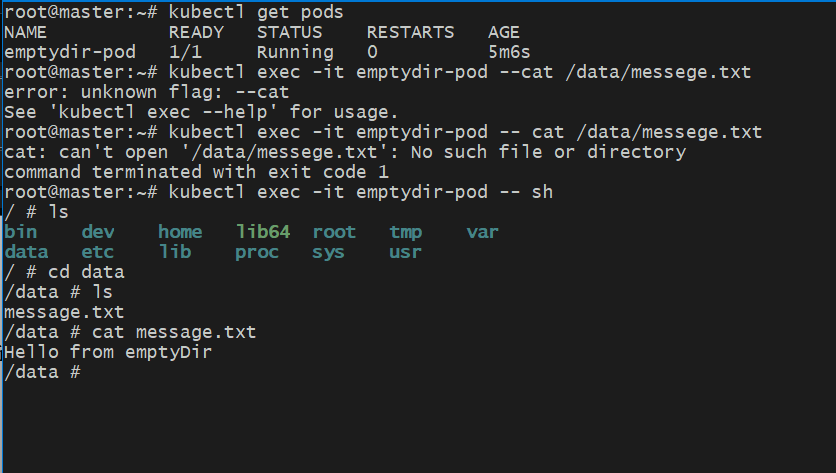 root@master:~# kubectl get pods
NAME           READY   STATUS    RESTARTS   AGE
emptydir-pod   1/1     Running   0          5m6s
root@master:~# kubectl exec -it emptydir-pod --cat /data/messege.txt
error: unknown flag: --cat
See 'kubectl exec --help' for usage.
root@master:~# kubectl exec -it emptydir-pod -- cat /data/messege.txt
cat: can't open '/data/messege.txt': No such file or directory
command terminated with exit code 1
root@master:~# kubectl exec -it emptydir-pod -- sh
/ # ls
bin    dev    home   lib64  root   tmp    var
data   etc    lib    proc   sys    usr
/ # cd data
/data # ls
message.txt
/data # cat message.txt
Hello from emptyDir
/data #